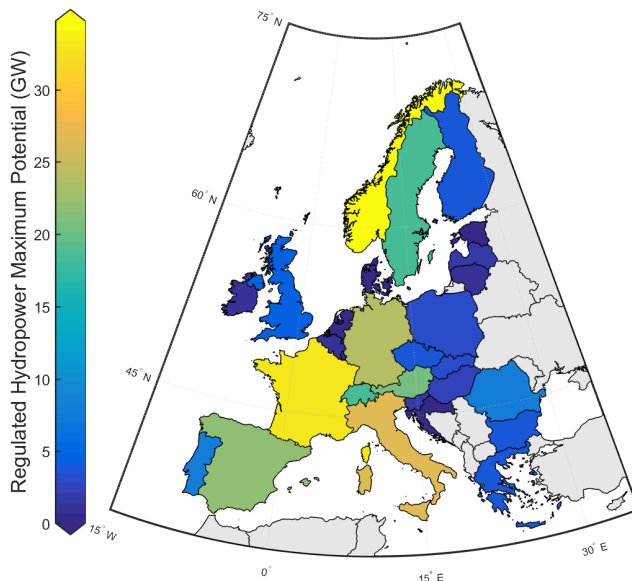 Regulated Hydropower Maximum Potential (GW)
30
25
20
15
10
5
0
75° N
60° N
45° N
15° W
0°
15° E
30° E